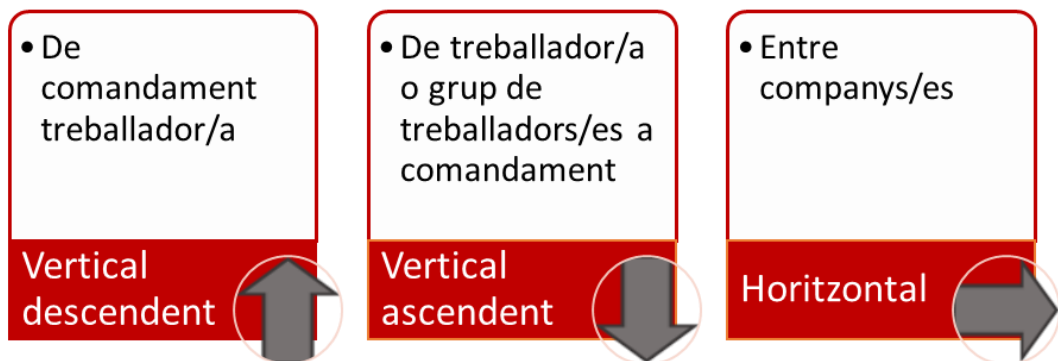 • De
comandament
treballador/a
Vertical
descendent
• De treballador/a
o grup de
treballadors/es a
comandament
Vertical
ascendent
• Entre
companys/es
Horitzontal